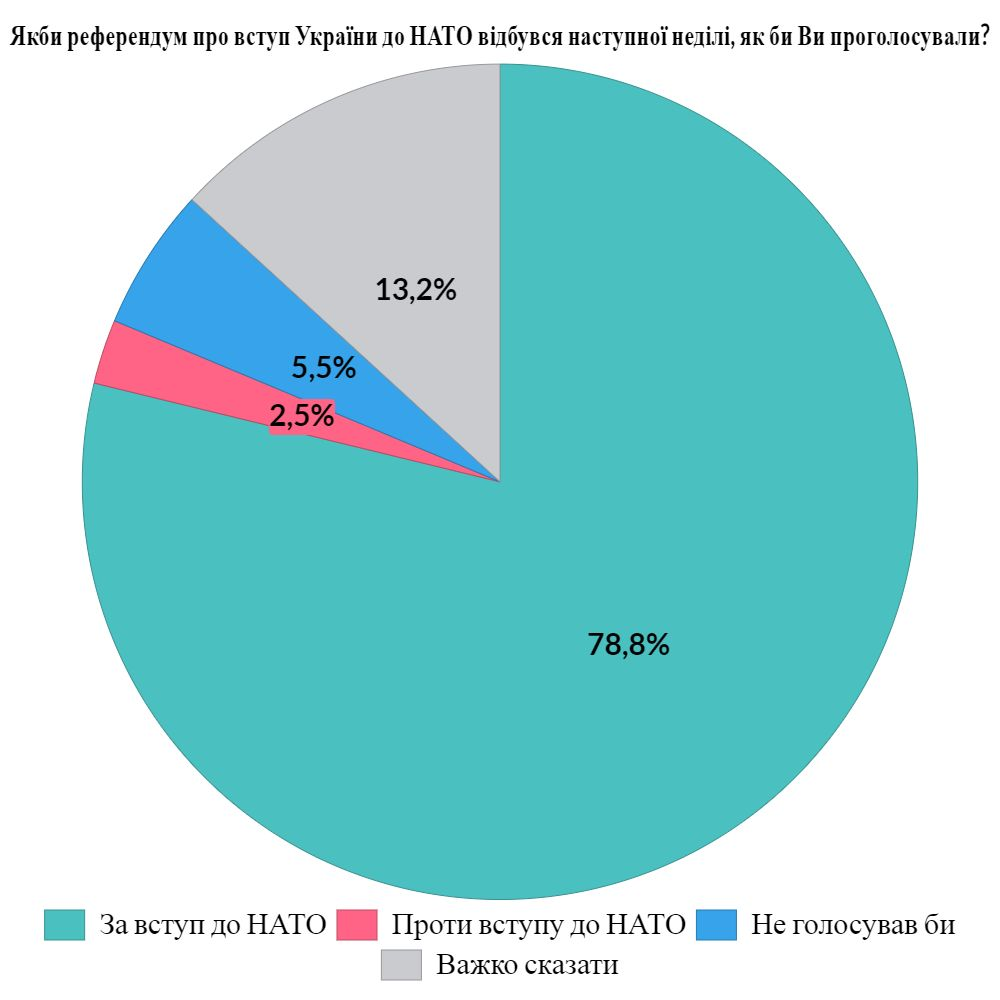 Якби референдум про вступ України до НАТО відбувся наступної неділі, як би Ви проголосували?
13,2%
5,5%
2,5%
78,8%
За вступ до НАТО Проти вступу до НАТО Не голосував би
Важко сказати